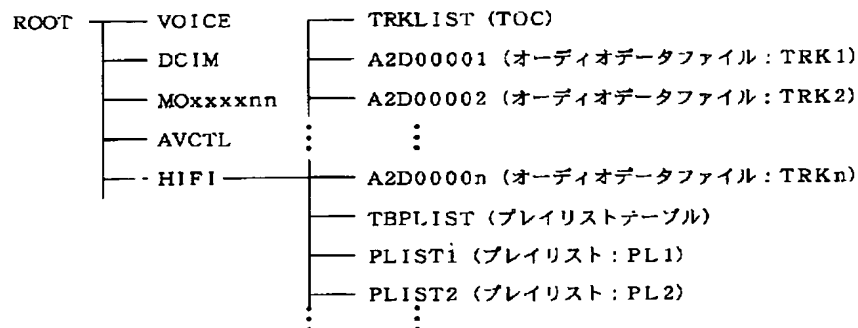 ROOT VOICE TRKLIST (TOC)
DCIM A2D00001 (オーディオデータファイル:TRK1)
MOxxxxnn A2D00002 (オーディオデータファイル:TRK2)
AVCTL
HIFI A2D0000n (オーディオデータファイル:TRKn)
TBPLIST (プレイリストテーブル)
PLIST1 (プレイリスト:PL1)
PLIST2 (プレイリスト:PL2)